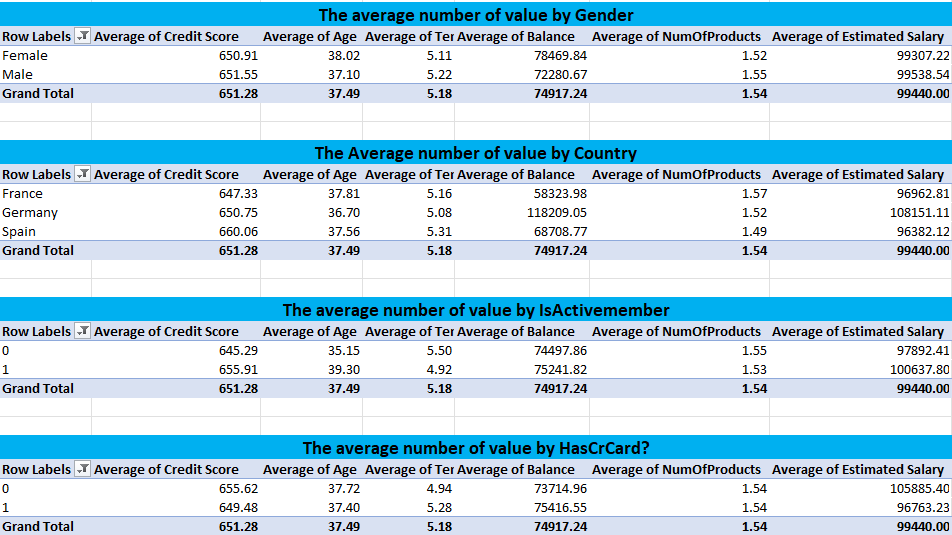 The average number of value by Gender
Row Labels Average of Credit Score Average of Age Average of Ter Average of Balance Average of NumOfProducts Average of Estimated Salary
Female 650.91 38.02 5.11 78469.84 1.52 99307.22
Male 651.55 37.10 5.22 72280.67 1.55 99538.54
Grand Total 651.28 37.49 5.18 74917.24 1.54 99440.00
The Average number of value by Country
Row Labels Average of Credit Score Average of Age Average of Ter Average of Balance Average of NumOfProducts Average of Estimated Salary
France 647.33 37.81 5.16 58323.98 1.57 96962.81
Germany 650.75 36.70 5.08 118209.05 1.52 108151.11
Spain 660.06 37.56 5.31 68708.77 1.49 96382.12
Grand Total 651.28 37.49 5.18 74917.24 1.54 99440.00
The average number of value by IsActivemember
Row Labels Average of Credit Score Average of Age Average of Ter Average of Balance Average of NumOfProducts Average of Estimated Salary
0 645.29 35.15 5.50 74497.86 1.55 97892.41
1 655.91 39.30 4.92 75241.82 1.53 100637.80
Grand Total 651.28 37.49 5.18 74917.24 1.54 99440.00
The average number of value by HasCrCard?
Row Labels Average of Credit Score Average of Age Average of Ter Average of Balance Average of NumOfProducts Average of Estimated Salary
0 655.62 37.72 4.94 73714.96 1.54 105885.40
1 649.48 37.40 5.28 75416.55 1.54 96763.23
Grand Total 651.28 37.49 5.18 74917.24 1.54 99440.00